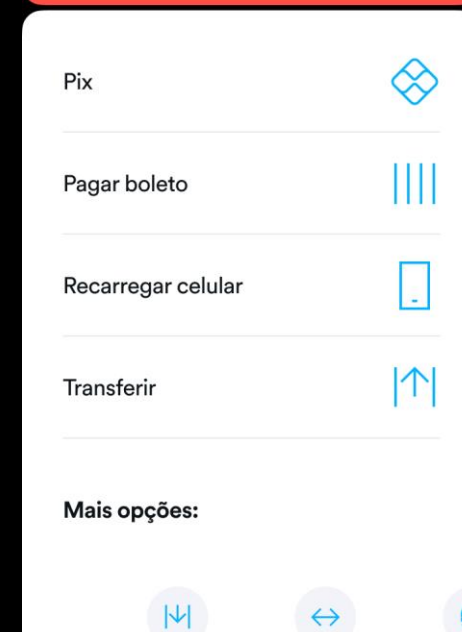 Pix
Pagar boleto
Recarregar celular
Transferir
Mais opções: